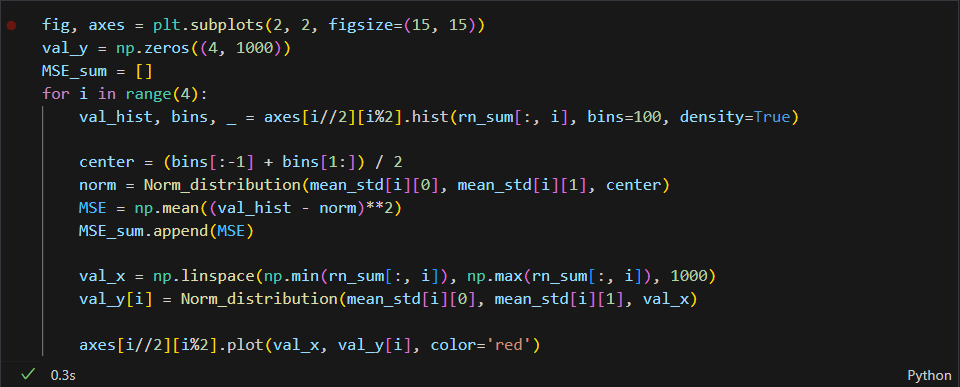 fig, axes = plt.subplots(2, 2, figsize=(15, 15))
val_y = np.zeros((4, 1000))
MSE_sum = []
for i in range(4):
    val_hist, bins, _ = axes[i//2][i%2].hist(rn_sum[:, i], bins=100, density=True)

    center = (bins[:-1] + bins[1:]) / 2
    norm = Norm_distribution(mean_std[i][0], mean_std[i][1], center)
    MSE = np.mean((val_hist - norm)**2)
    MSE_sum.append(MSE)

    val_x = np.linspace(np.min(rn_sum[:, i]), np.max(rn_sum[:, i]), 1000)
    val_y[i] = Norm_distribution(mean_std[i][0], mean_std[i][1], val_x)

    axes[i//2][i%2].plot(val_x, val_y[i], color='red')
0.3s Python